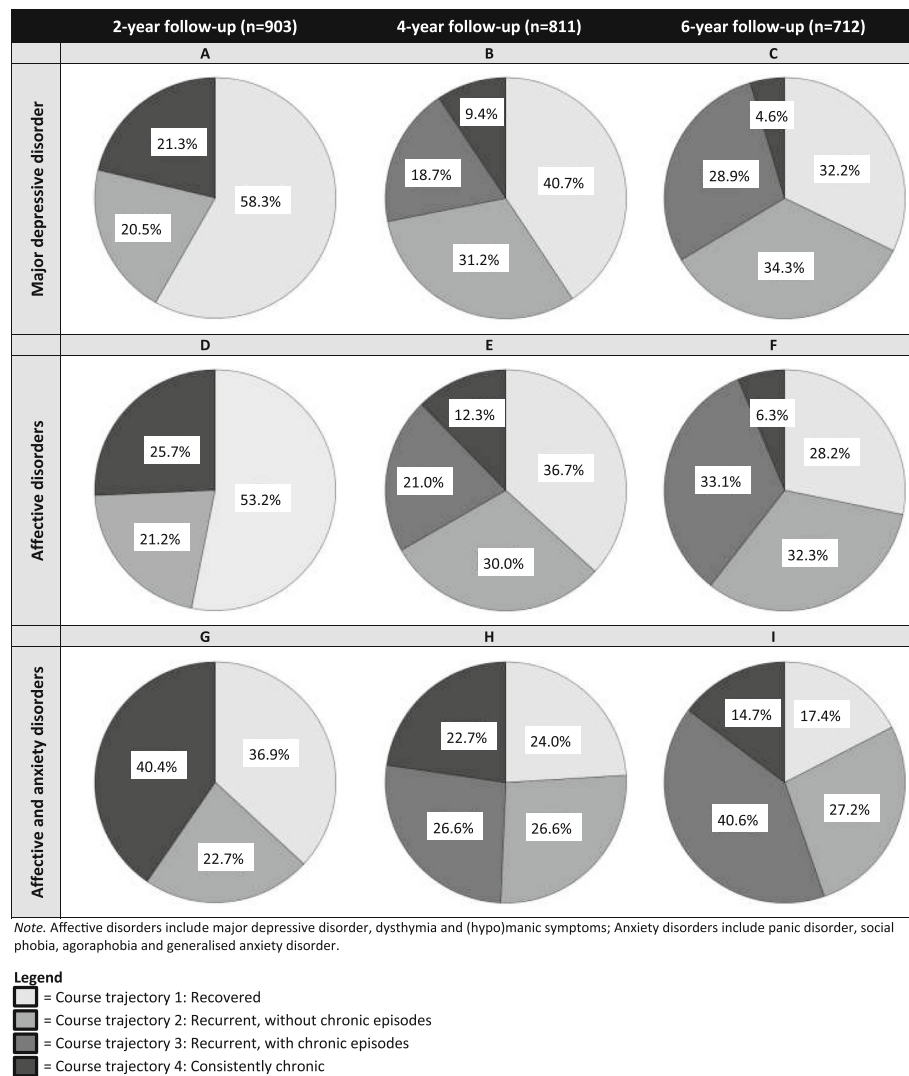 2-year follow-up (n=903) 4-year follow-up (n=811) 6-year follow-up (n=712)
A B C
Major depressive disorder
21.3% 58.3% 20.5%
9.4% 18.7% 40.7% 31.2%
4.6% 28.9% 32.2% 34.3%
D E F
Affective disorders
25.7% 53.2% 21.2%
12.3% 21.0% 36.7% 30.0%
6.3% 33.1% 28.2% 32.3%
G H I
Affective and anxiety disorders
40.4% 36.9% 22.7%
22.7% 24.0% 26.6% 26.6%
14.7% 17.4% 40.6% 27.2%
Note. Affective disorders include major depressive disorder, dysthymia and (hypo)manic symptoms; Anxiety disorders include panic disorder, social
phobia, agoraphobia and generalised anxiety disorder.
Legend
= Course trajectory 1: Recovered
= Course trajectory 2: Recurrent, without chronic episodes
= Course trajectory 3: Recurrent, with chronic episodes
= Course trajectory 4: Consistently chronic